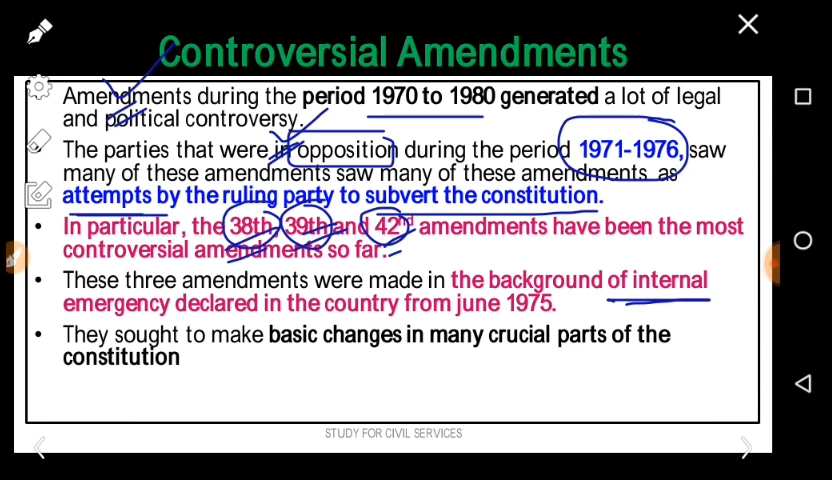 Controversial Amendments
Amendments during the period 1970 to 1980 generated a lot of legal
and political controversy.
The parties that were in opposition during the period 1971-1976, saw
many of these amendments saw many of these amendments as
attempts by the ruling party to subvert the constitution.
• In particular, the 38th, 39th and 42nd amendments have been the most
controversial amendments so far.
• These three amendments were made in the background of internal
emergency declared in the country from june 1975.
• They sought to make basic changes in many crucial parts of the
constitution
STUDY FOR CIVIL SERVICES